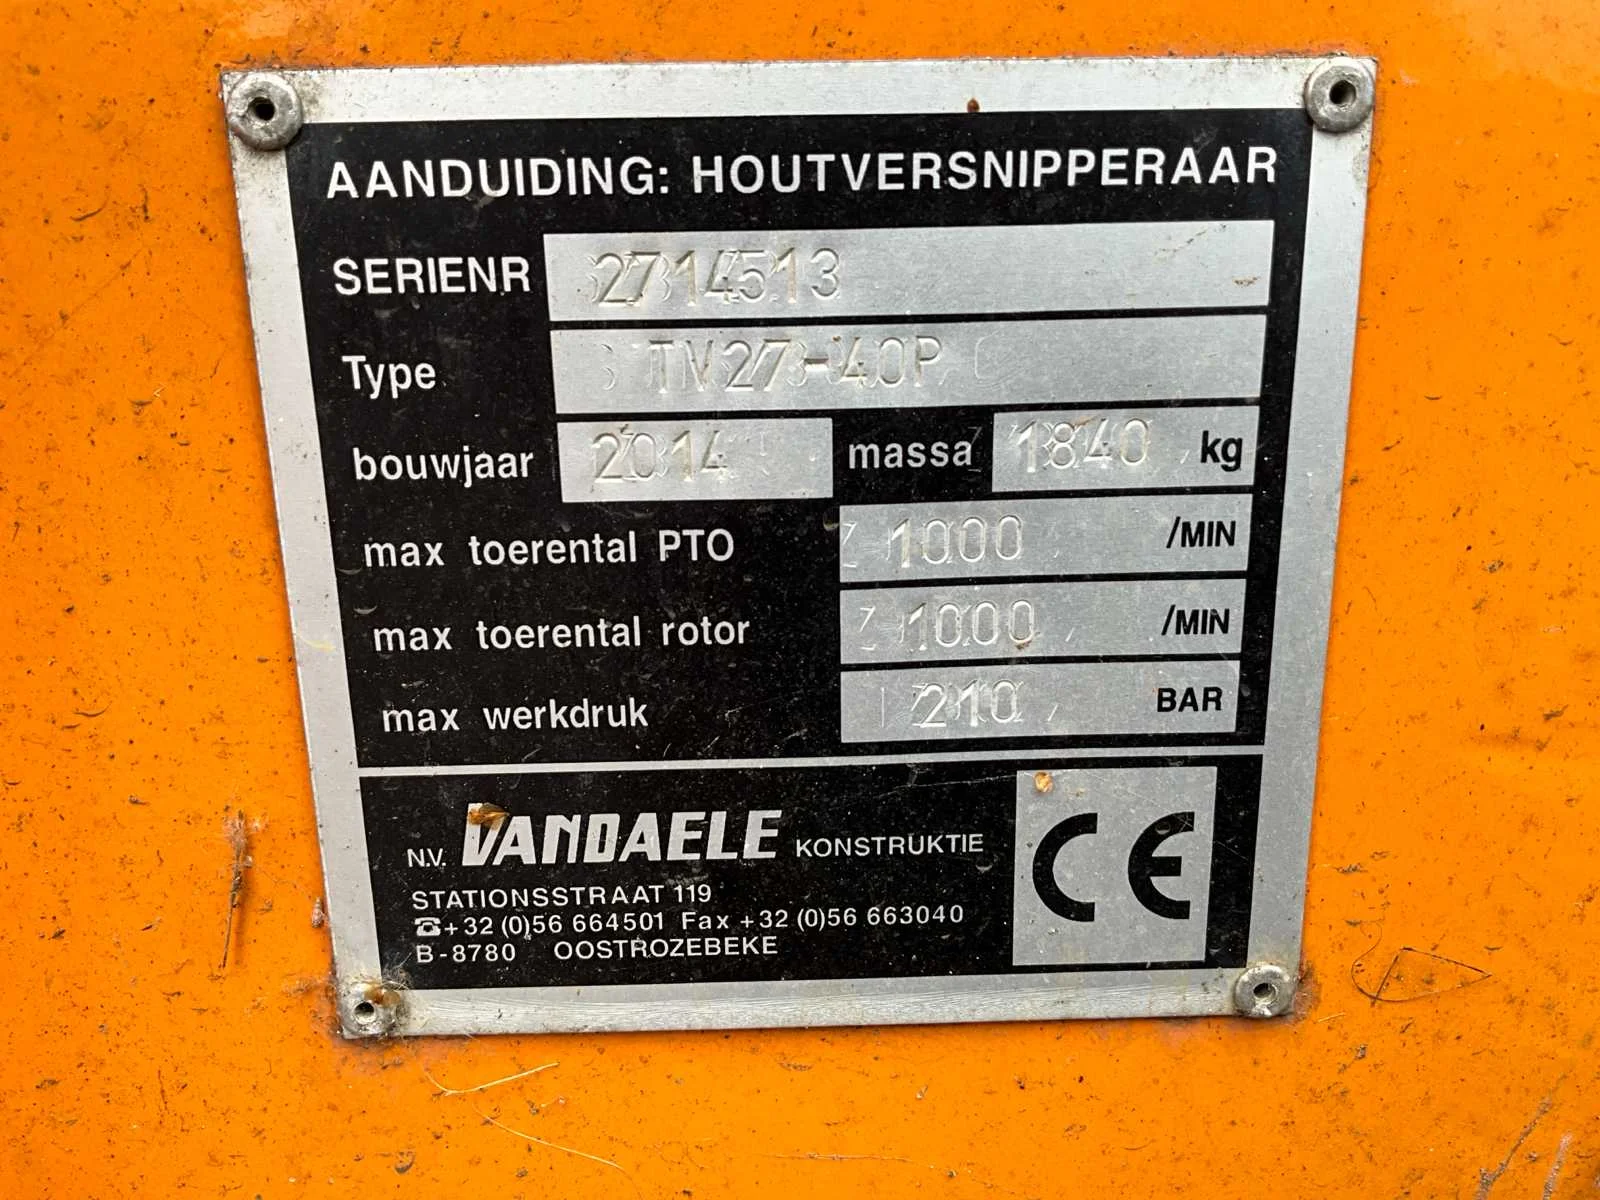 AANDUIDING: HOUTVERSNIPPERAAR
SERIENR 2714513
Type TV27-40P
bouwjaar 2014 massa 1840 kg
max toerental PTO 1000 /MIN
max toerental rotor 1000 /MIN
max werkdruk 210 BAR
N.V. VANDAELE KONSTRUKTIE
STATIONSSTRAAT 119
☎+32 (0)56 664501 Fax +32 (0)56 663040
B-8780 OOSTROZEBEKE
CE